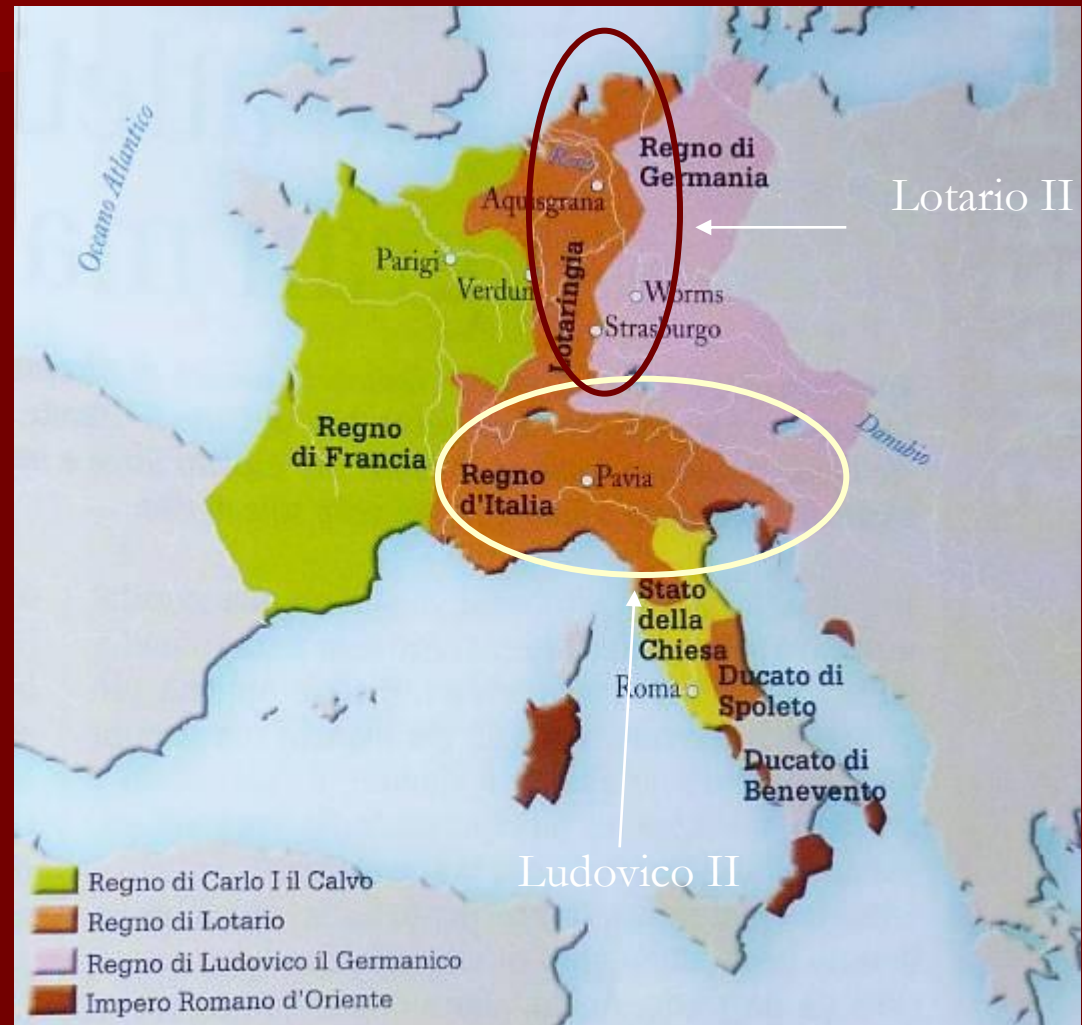 Oceano Atlantico
Regno di
Germania
Reno
Lotario II
Aquisgrana
Parigi
Verdun
Worms
Lotaringia
Strasburgo
Danubio
Regno
di Francia
Regno
d'Italia
Pavia
Stato
della
Chiesa
Roma
Ducato di
Spoleto
Ducato di
Benevento
Ludovico II
Regno di Carlo I il Calvo
Regno di Lotario
Regno di Ludovico il Germanico
Impero Romano d'Oriente